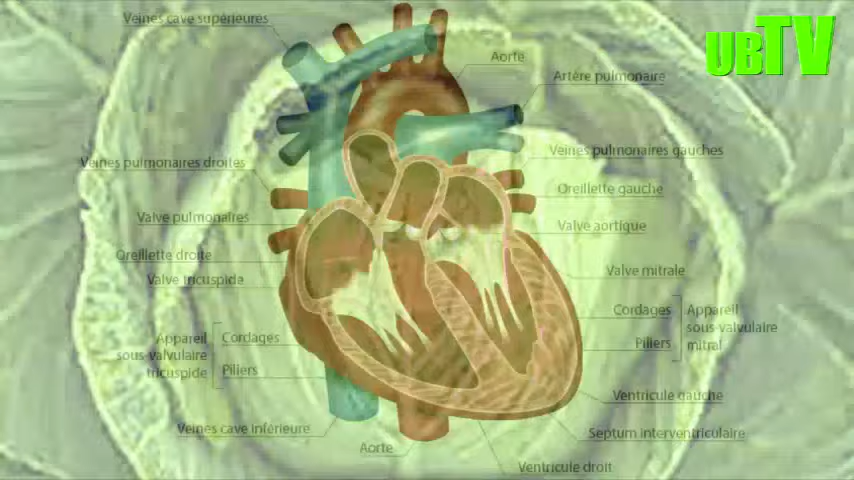 Veines cave supérieures
UBTV
Aorte
Artère pulmonaire
Veines pulmonaires gauches
Veines pulmonaires droites
Oreillette gauche
Valve pulmonaires
Valve aortique
Oreillette droite
Valve mitrale
Valve tricuspide
Cordages
Appareil
sous-valvulaire
mitral
Piliers
Appareil
sous-valvulaire
tricuspide
Cordages
Piliers
Ventricule gauche
Veines cave inférieure
Septum interventriculaire
Aorte
Ventricule droit